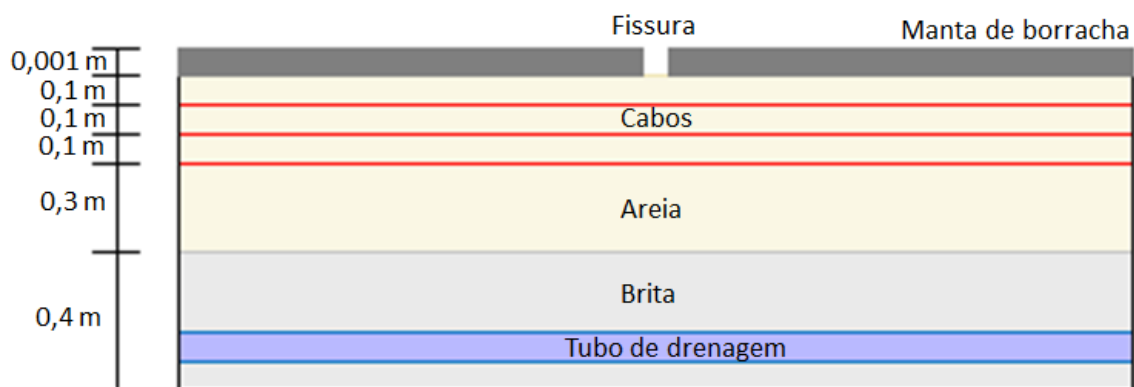 Fissura
Manta de borracha
0,001 m
0,1 m
0,1 m
Cabos
0,1 m
0,3 m
Areia
Brita
0,4 m
Tubo de drenagem